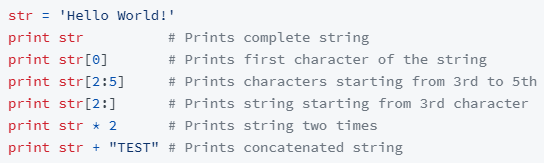 str = 'Hello World!'
print str          # Prints complete string
print str[0]       # Prints first character of the string
print str[2:5]     # Prints characters starting from 3rd to 5th
print str[2:]      # Prints string starting from 3rd character
print str * 2      # Prints string two times
print str + "TEST" # Prints concatenated string